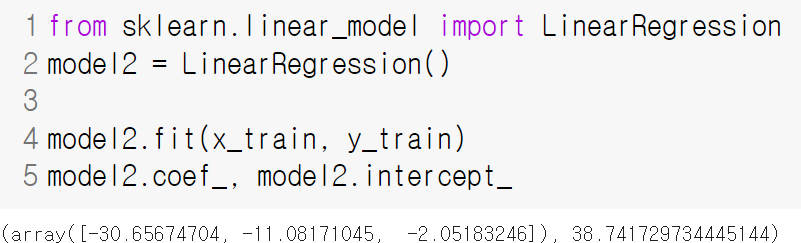 1 from sklearn.linear_model import LinearRegression
2 model2 = LinearRegression()
3
4 model2.fit(x_train, y_train)
5 model2.coef_, model2.intercept_
(array([-30.65674704, -11.08171045,  -2.05183246]), 38.741729734445144)